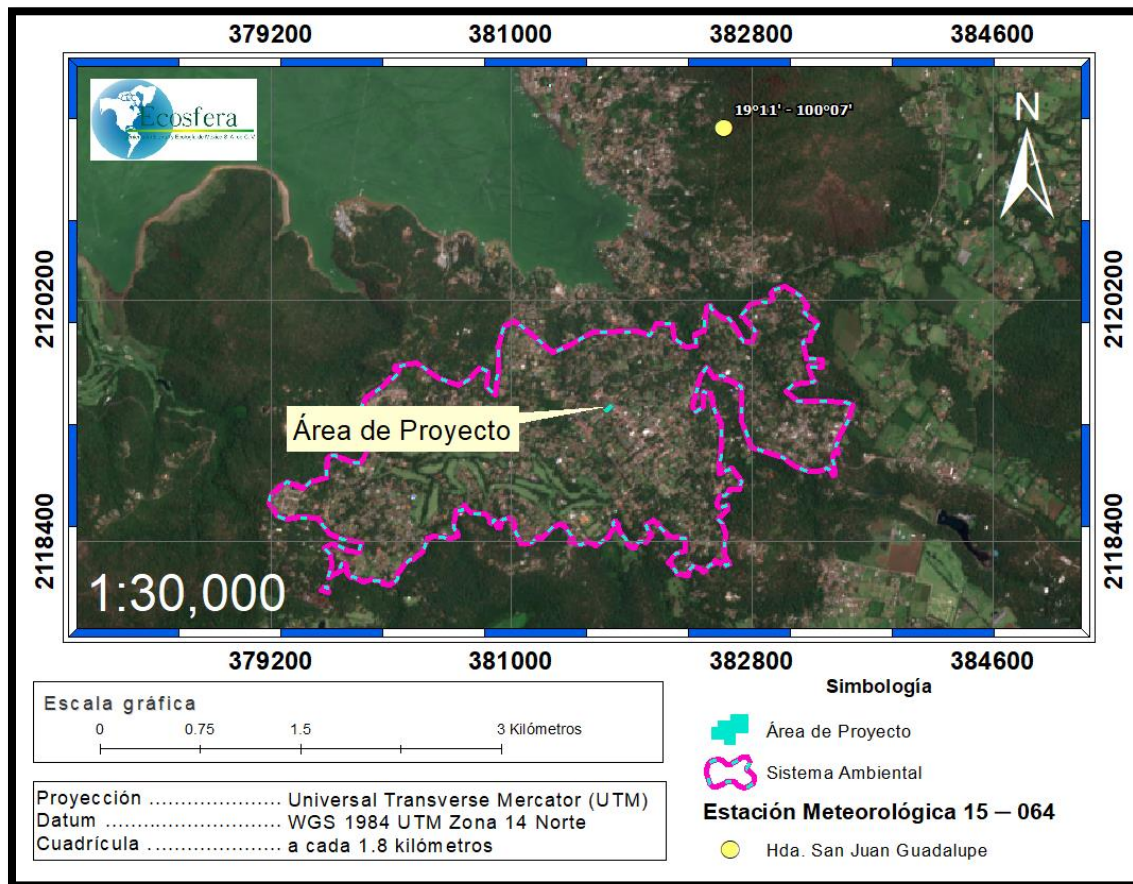 379200 381000 382800 384600
Ecosfera
19°11' - 100°07'
N
2120200 2120200
Área de Proyecto
2118400 2118400
1:30,000
379200 381000 382800 384600
Escala gráfica
0 0.75 1.5 3 Kilómetros
Proyección ..................... Universal Transverse Mercator (UTM)
Datum ............................ WGS 1984 UTM Zona 14 Norte
Cuadrícula ..................... a cada 1.8 kilómetros
Simbología
Área de Proyecto
Sistema Ambiental
Estación Meteorológica 15 – 064
Hda. San Juan Guadalupe